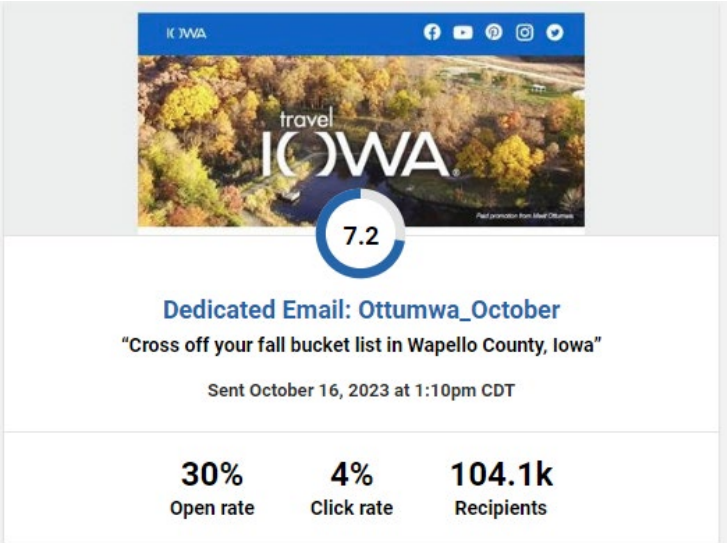 IOWA
travel
IOWA®
Paid promotion from Meet Ottumwa
7.2
Dedicated Email: Ottumwa_October
“Cross off your fall bucket list in Wapello County, Iowa”
Sent October 16, 2023 at 1:10pm CDT
30% 4% 104.1k
Open rate Click rate Recipients